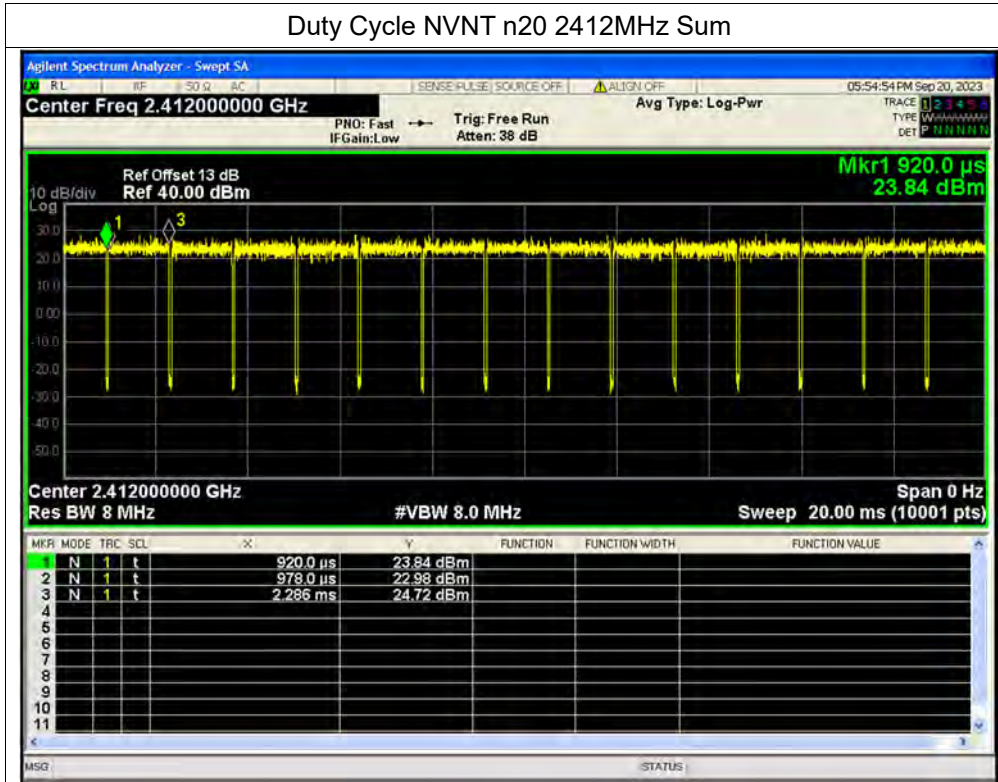 Duty Cycle NVNT n20 2412MHz Sum
Agilent Spectrum Analyzer - Swept SA
LXI RL RF 50 Ω AC SENSE:PULSE SOURCE OFF ALIGN OFF 05:54:54 PM Sep 20, 2023
Center Freq 2.412000000 GHz Avg Type: Log-Pwr TRACE 1 2 3 4 5 6
PNO: Fast Trig: Free Run TYPE W
IFGain:Low Atten: 38 dB DET P N N N N N
Mkr1 920.0 µs
Ref Offset 13 dB
10 dB/div Ref 40.00 dBm 23.84 dBm
Log
1 3
30.0
20.0
10.0
0.00
-10.0
-20.0
-30.0
-40.0
-50.0
Center 2.412000000 GHz Span 0 Hz
Res BW 8 MHz #VBW 8.0 MHz Sweep 20.00 ms (10001 pts)
MKR MODE TRC SCL X Y FUNCTION FUNCTION WIDTH FUNCTION VALUE
1 N 1 t 920.0 µs 23.84 dBm
2 N 1 t 978.0 µs 22.98 dBm
3 N 1 t 2.286 ms 24.72 dBm
4
5
6
7
8
9
10
11
MSG STATUS